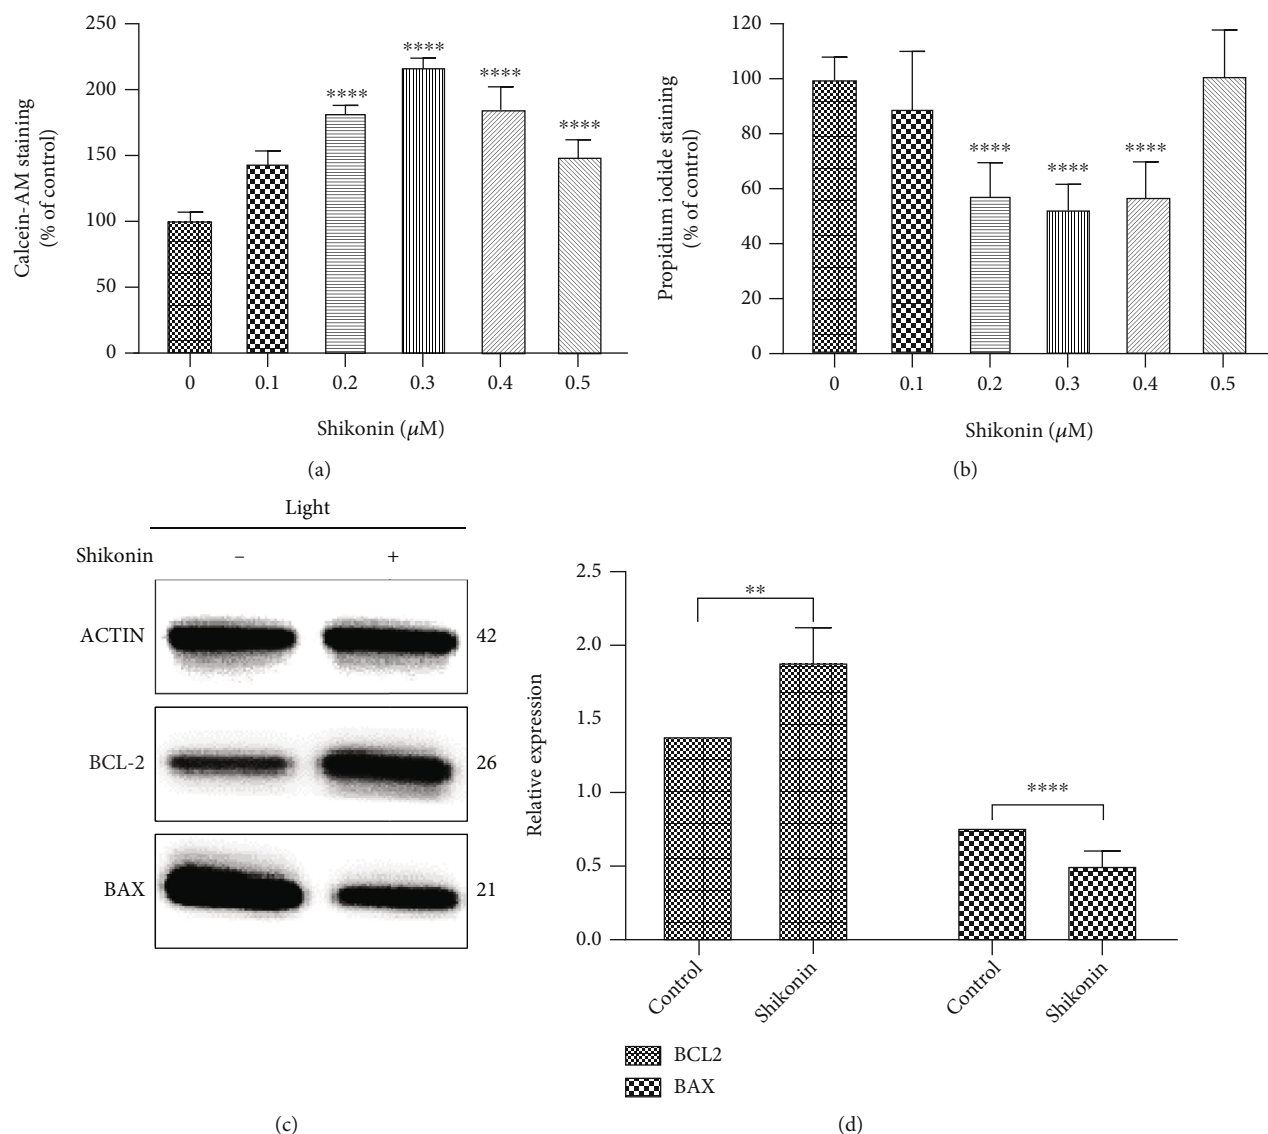 250
200
150
100
50
0
Calcein-AM staining
(% of control)
****
****
****
****
0 0.1 0.2 0.3 0.4 0.5
Shikonin (μM)
(a)
120
100
80
60
40
20
0
Propidium iodide staining
(% of control)
****
****
****
0 0.1 0.2 0.3 0.4 0.5
Shikonin (μM)
(b)
Light
Shikonin – +
ACTIN 42
BCL-2 26
BAX 21
(c)
2.5
2.0
1.5
1.0
0.5
0.0
Relative expression
**
****
Control Shikonin Control Shikonin
BCL2
BAX
(d)